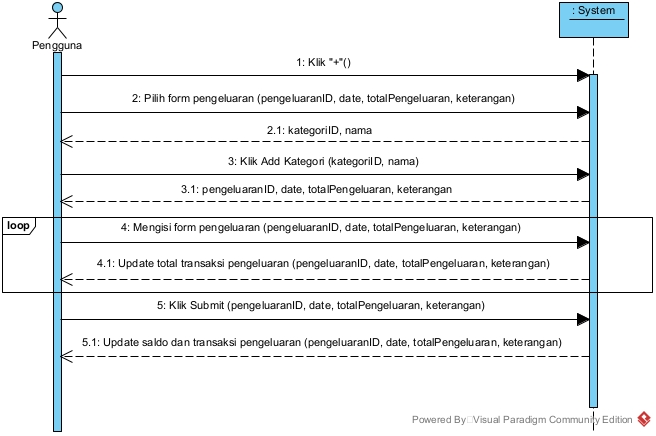 : System
Pengguna
1: Klik "+"()
2: Pilih form pengeluaran (pengeluaranID, date, totalPengeluaran, keterangan)
2.1: kategoriID, nama
3: Klik Add Kategori (kategoriID, nama)
3.1: pengeluaranID, date, totalPengeluaran, keterangan
loop
4: Mengisi form pengeluaran (pengeluaranID, date, totalPengeluaran, keterangan)
4.1: Update total transaksi pengeluaran (pengeluaranID, date, totalPengeluaran, keterangan)
5: Klik Submit (pengeluaranID, date, totalPengeluaran, keterangan)
5.1: Update saldo dan transaksi pengeluaran (pengeluaranID, date, totalPengeluaran, keterangan)
Powered By Visual Paradigm Community Edition